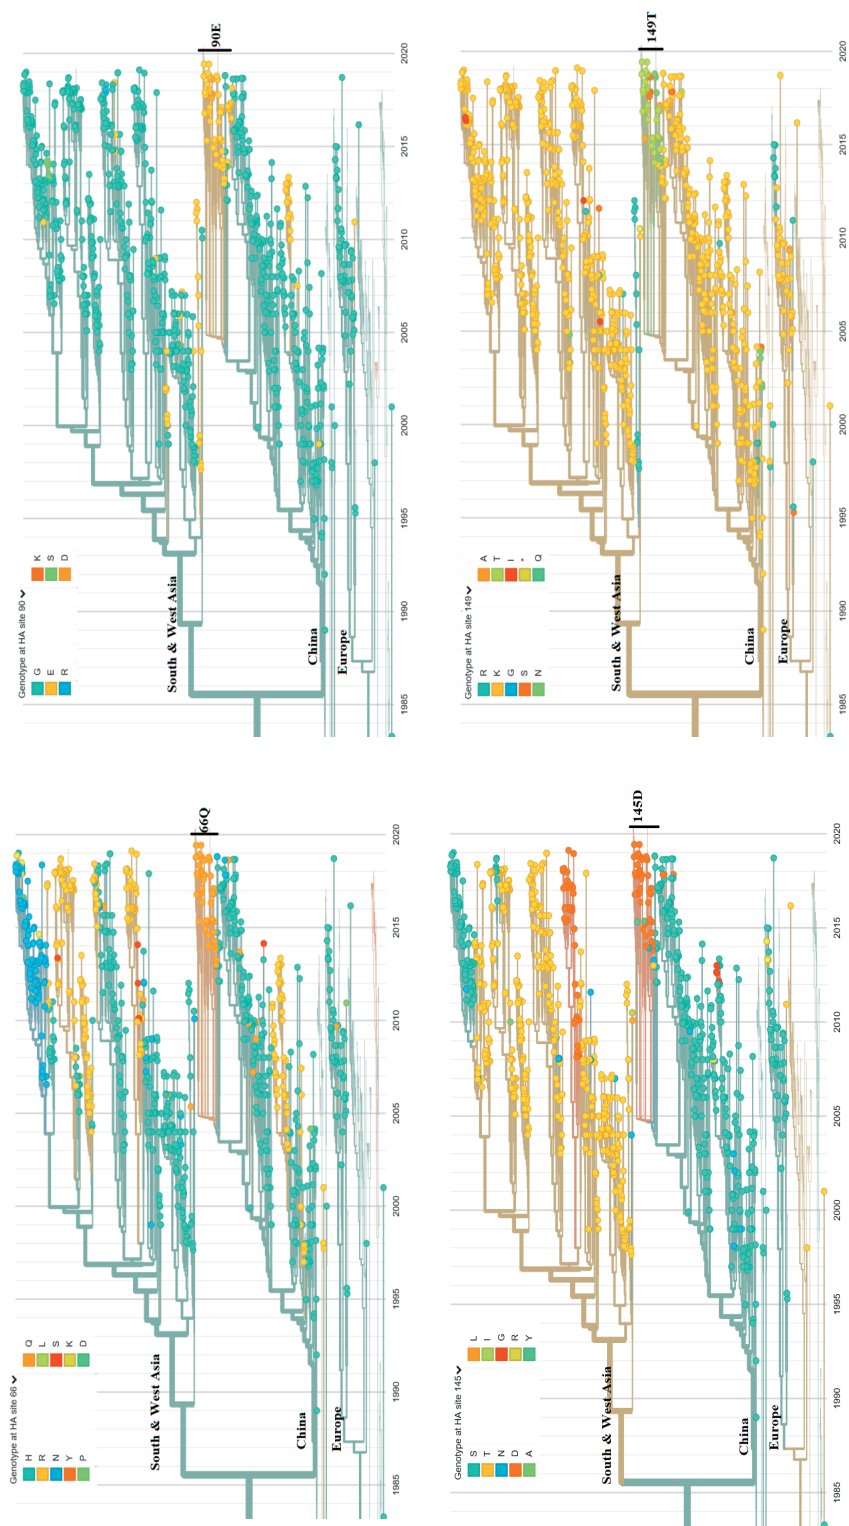 Genotype at HA site 66
H Q
R L
N S
Y K
P D
South & West Asia
66Q
China
Europe
1985 1990 1995 2000 2005 2010 2015 2020
Genotype at HA site 90
G K
E S
R D
South & West Asia
90E
China
Europe
1985 1990 1995 2000 2005 2010 2015 2020
Genotype at HA site 145
S L
T I
N G
D R
A Y
South & West Asia
145D
China
Europe
1985 1990 1995 2000 2005 2010 2015 2020
Genotype at HA site 149
R A
K T
G I
S *
N Q
South & West Asia
149T
China
Europe
1985 1990 1995 2000 2005 2010 2015 2020